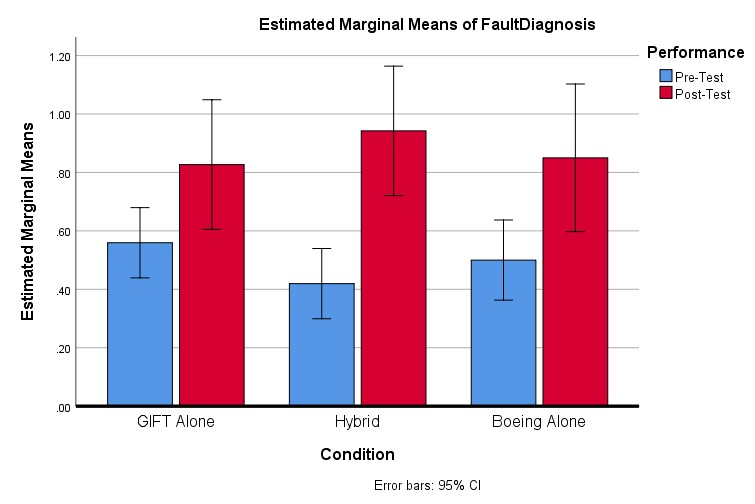 Estimated Marginal Means of FaultDiagnosis
Performance
Pre-Test
Post-Test
Estimated Marginal Means
1.20
1.00
.80
.60
.40
.20
.00
GIFT Alone
Hybrid
Boeing Alone
Condition
Error bars: 95% CI